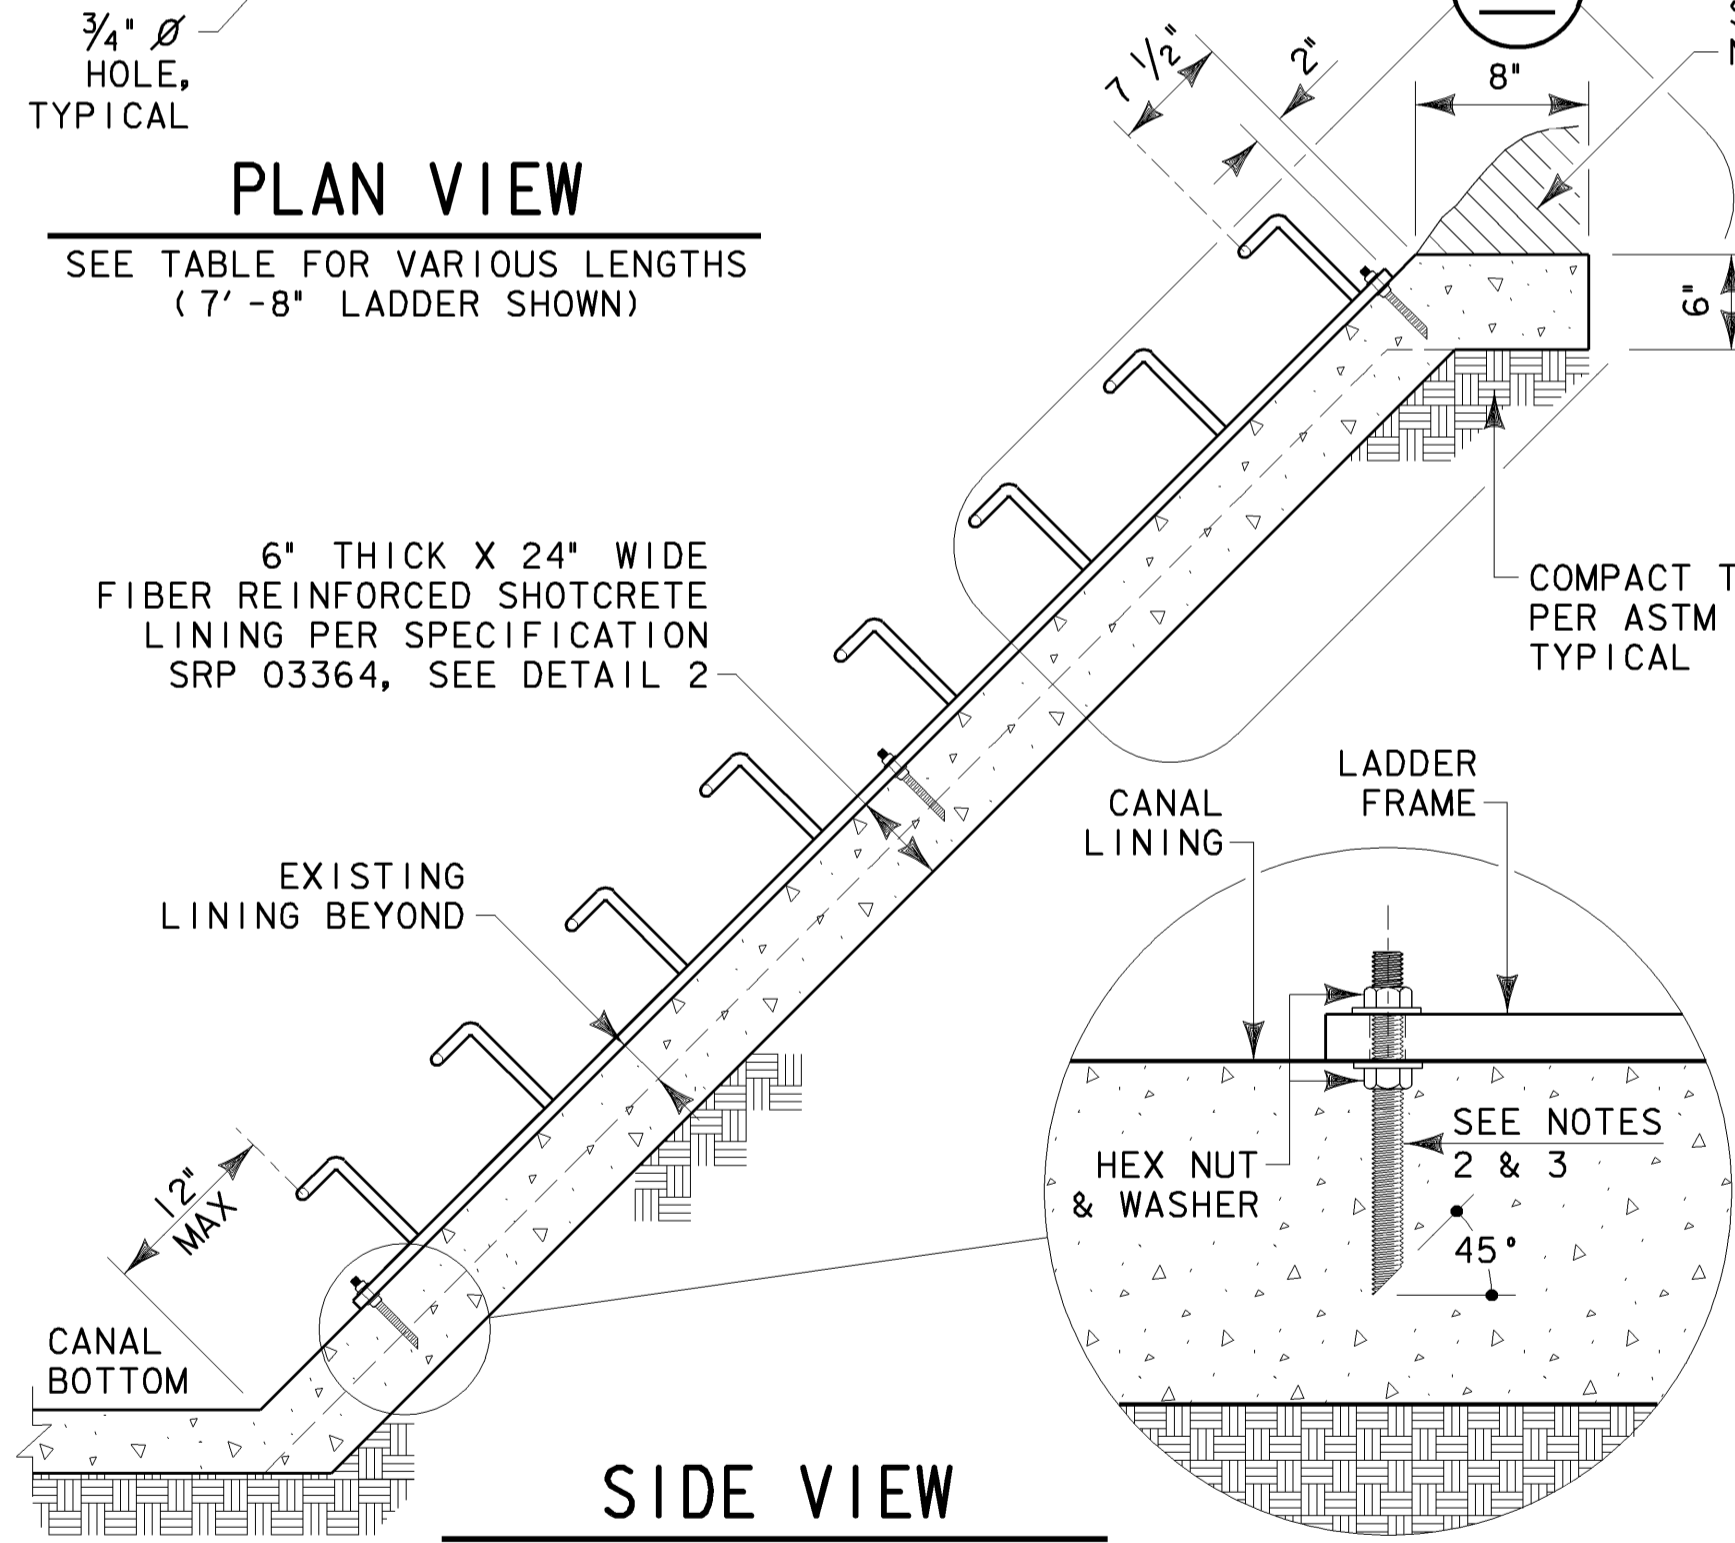 3/4" Ø
HOLE,
TYPICAL
PLAN VIEW
SEE TABLE FOR VARIOUS LENGTHS
(7'-8" LADDER SHOWN)
7 1/2"
2"
8"
6"
6" THICK X 24" WIDE
FIBER REINFORCED SHOTCRETE
LINING PER SPECIFICATION
SRP 03364, SEE DETAIL 2
COMPACT
PER ASTM
TYPICAL
EXISTING
LINING BEYOND
CANAL
LINING
LADDER
FRAME
HEX NUT
& WASHER
SEE NOTES
2 & 3
45°
12"
MAX
CANAL
BOTTOM
SIDE VIEW